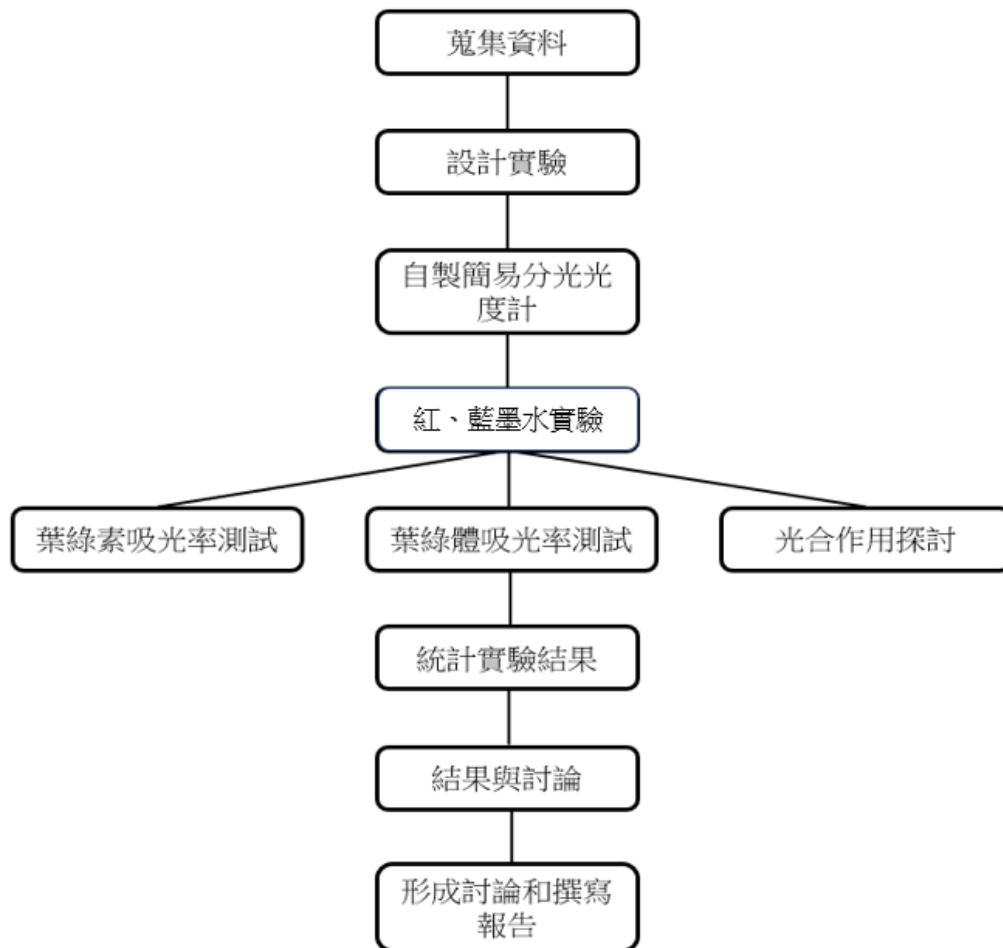 蒐集資料
設計實驗
自製簡易分光光
度計
紅、藍墨水實驗
葉綠素吸光率測試
葉綠體吸光率測試
光合作用探討
統計實驗結果
結果與討論
形成討論和撰寫
報告